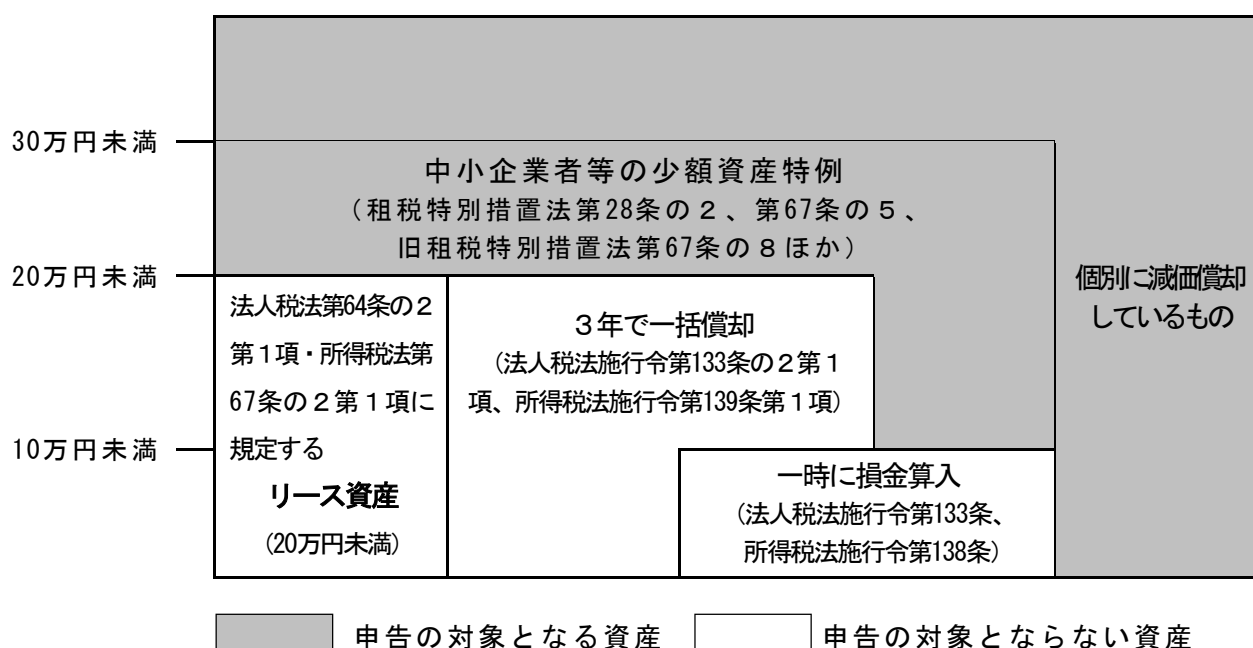 30万円未満
中小企業者等の少額資産特例
(租税特別措置法第28条の2、第67条の5、
旧租税特別措置法第67条の8ほか)
20万円未満
個別に減価償却
しているもの
法人税法第64条の2
第1項・所得税法第
67条の2第1項に
規定する
リース資産
(20万円未満)
3年で一括償却
(法人税法施行令第133条の2第1
項、所得税法施行令第139条第1項)
10万円未満
一時に損金算入
(法人税法施行令第133条、
所得税法施行令第138条)
申告の対象となる資産
申告の対象とならない資産